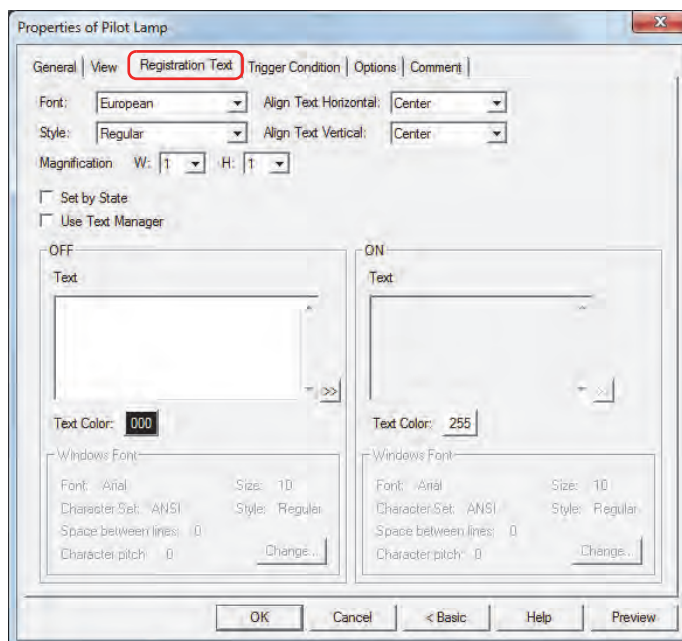 Properties of Pilot Lamp
General View Registration Text Trigger Condition Options Comment
Font: European Align Text Horizontal: Center
Style: Regular Align Text Vertical: Center
Magnification W: 1 H: 1
Set by State
Use Text Manager
OFF
Text
>>
Text Color: 000
Windows Font
Font: Arial Size: 10
Character Set: ANSI Style: Regular
Space between lines: 0
Character pitch 0 Change...
ON
Text
>>
Text Color: 255
Windows Font
Font: Arial Size: 10
Character Set: ANSI Style: Regular
Space between lines: 0
Character pitch: 0 Change...
OK Cancel < Basic Help Preview